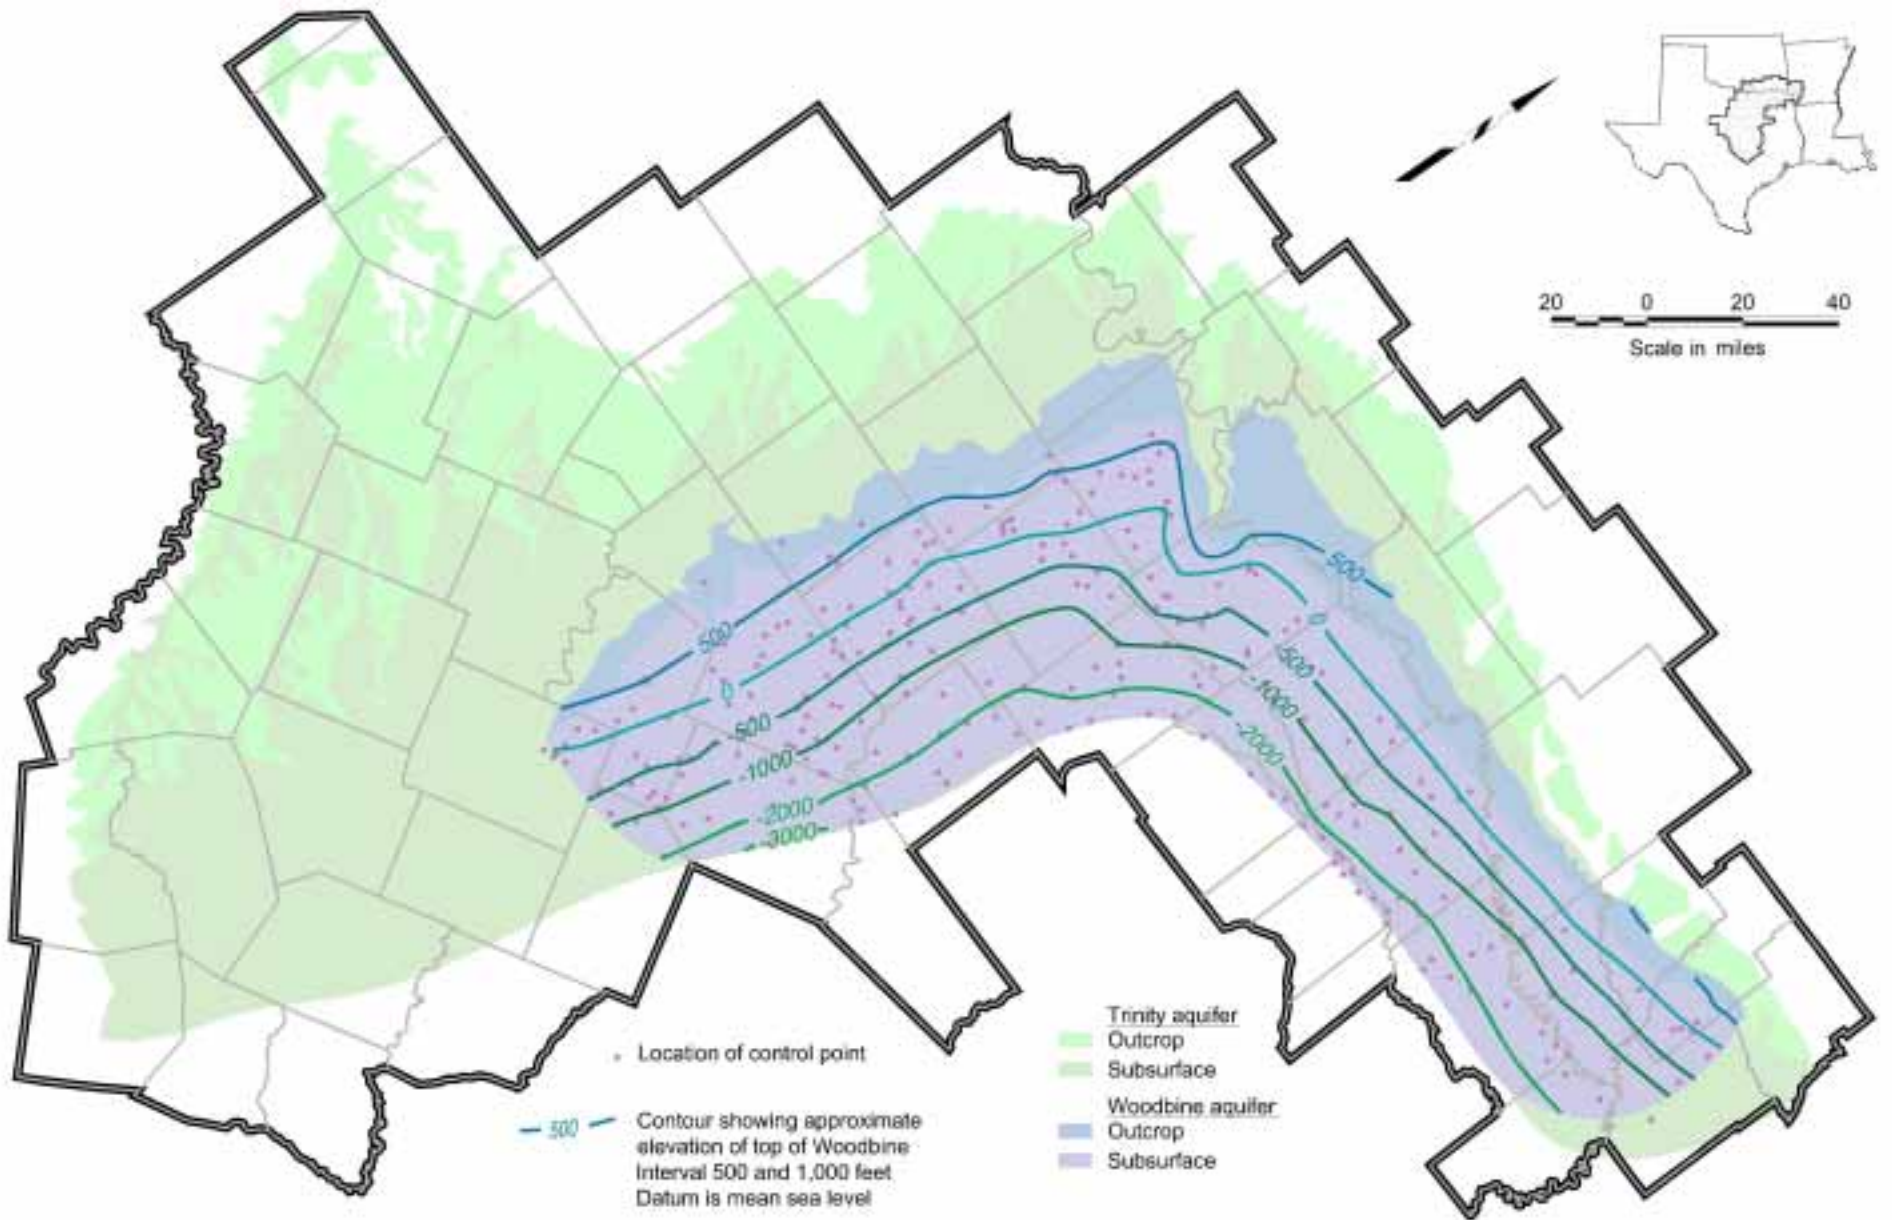 20 0 20 40
Scale in miles
500
0
-500
-1000
-2000
-3000
500
0
-500
-1000
-2000
Location of control point
500
Contour showing approximate
elevation of top of Woodbine
Interval 500 and 1,000 feet
Datum is mean sea level
Trinity aquifer
Outcrop
Subsurface
Woodbine aquifer
Outcrop
Subsurface